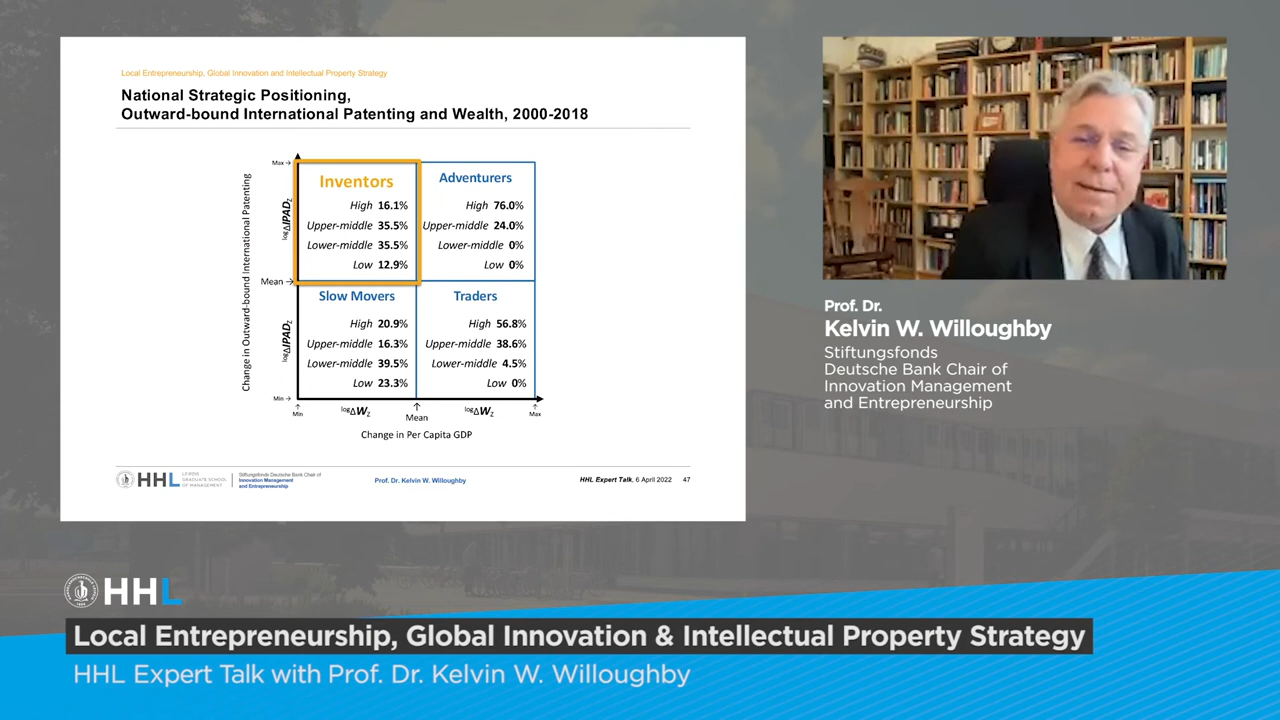 Local Entrepreneurship, Global Innovation and Intellectual Property Strategy
National Strategic Positioning,
Outward-bound International Patenting and Wealth, 2000-2018
Change in Outward-bound International Patenting
Max →
Mean →
Min →
logΔIPADz
logΔIPADz
Inventors
High 16.1%
Upper-middle 35.5%
Lower-middle 35.5%
Low 12.9%
Adventurers
High 76.0%
Upper-middle 24.0%
Lower-middle 0%
Low 0%
Slow Movers
High 20.9%
Upper-middle 16.3%
Lower-middle 39.5%
Low 23.3%
Traders
High 56.8%
Upper-middle 38.6%
Lower-middle 4.5%
Low 0%
↑ Min
logΔWz
↑ Mean
logΔWz
↑ Max
Change in Per Capita GDP
HHL
LEIPZIG
GRADUATE SCHOOL
OF MANAGEMENT
Stiftungsfonds Deutsche Bank Chair of
Innovation Management
and Entrepreneurship
Prof. Dr. Kelvin W. Willoughby
HHL Expert Talk, 6 April 2022 47
Prof. Dr.
Kelvin W. Willoughby
Stiftungsfonds
Deutsche Bank Chair of
Innovation Management
and Entrepreneurship
HHL
Local Entrepreneurship, Global Innovation & Intellectual Property Strategy
HHL Expert Talk with Prof. Dr. Kelvin W. Willoughby